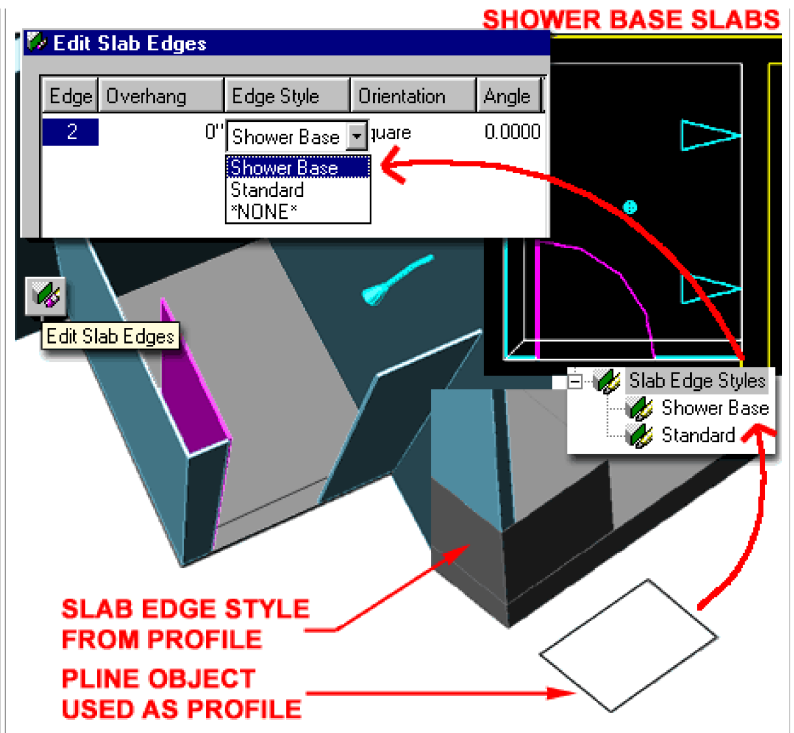 SHOWER BASE SLABS
Edit Slab Edges
Edge Overhang Edge Style Orientation Angle
2 0" Shower Base quare 0.0000
Shower Base
Standard
*NONE*
Edit Slab Edges
Slab Edge Styles
Shower Base
Standard
SLAB EDGE STYLE
FROM PROFILE
PLINE OBJECT
USED AS PROFILE